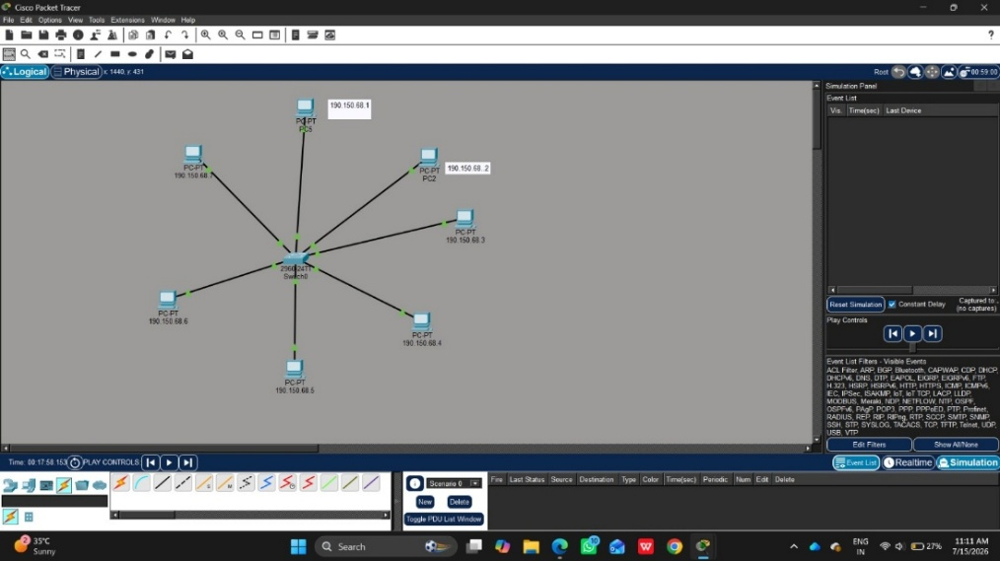 Cisco Packet Tracer
File Edit Options View Tools Extensions Window Help
?
Logical
Physical x: 1440, y: 431
Root
00:59:00
PC-PT
PC5
190.150.68.1
PC-PT
190.150.68.7
PC-PT
PC2
190.150.68..2
PC-PT
190.150.68.3
2960-24TT
Switch0
PC-PT
190.150.68.6
PC-PT
190.150.68.4
PC-PT
190.150.68.5
Simulation Panel
Event List
Vis. Time(sec) Last Device
Reset Simulation Constant Delay
Captured to:
(no captures)
Play Controls
Event List Filters - Visible Events
ACL Filter, ARP, BGP, Bluetooth, CAPWAP, CDP, DHCP,
DHCPv6, DNS, DTP, EAPOL, EIGRP, EIGRPv6, FTP,
H.323, HSRP, HSRPv6, HTTP, HTTPS, ICMP, ICMPv6,
IEC, IPSec, ISAKMP, IoT, IoT TCP, LACP, LLDP,
MODBUS, Meraki, NDP, NETFLOW, NTP, OSPF,
OSPFv6, PAgP, POP3, PPP, PPPoED, PTP, Profinet,
RADIUS, REP, RIP, RIPng, RTP, SCCP, SMTP, SNMP,
SSH, STP, SYSLOG, TACACS, TCP, TFTP, Telnet, UDP,
USB, VTP
Edit Filters Show All/None
Time: 00:17:58.153 PLAY CONTROLS
Event List Realtime Simulation
Scenario 0
New Delete
Toggle PDU List Window
Fire Last Status Source Destination Type Color Time(sec) Periodic Num Edit Delete
2
35°C
Sunny
Search
ENG
IN
27%
11:11 AM
7/15/2026